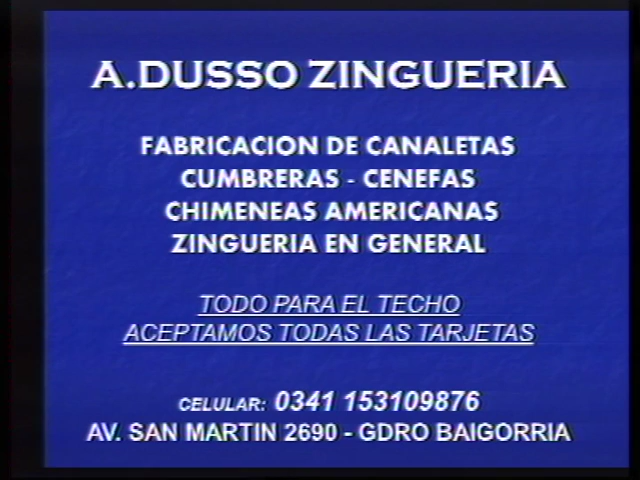 A.DUSSO ZINGUERIA
FABRICACION DE CANALETAS
CUMBRERAS - CENEFAS
CHIMENEAS AMERICANAS
ZINGUERIA EN GENERAL
TODO PARA EL TECHO
ACEPTAMOS TODAS LAS TARJETAS
CELULAR: 0341 153109876
AV. SAN MARTIN 2690 - GDRO BAIGORRIA